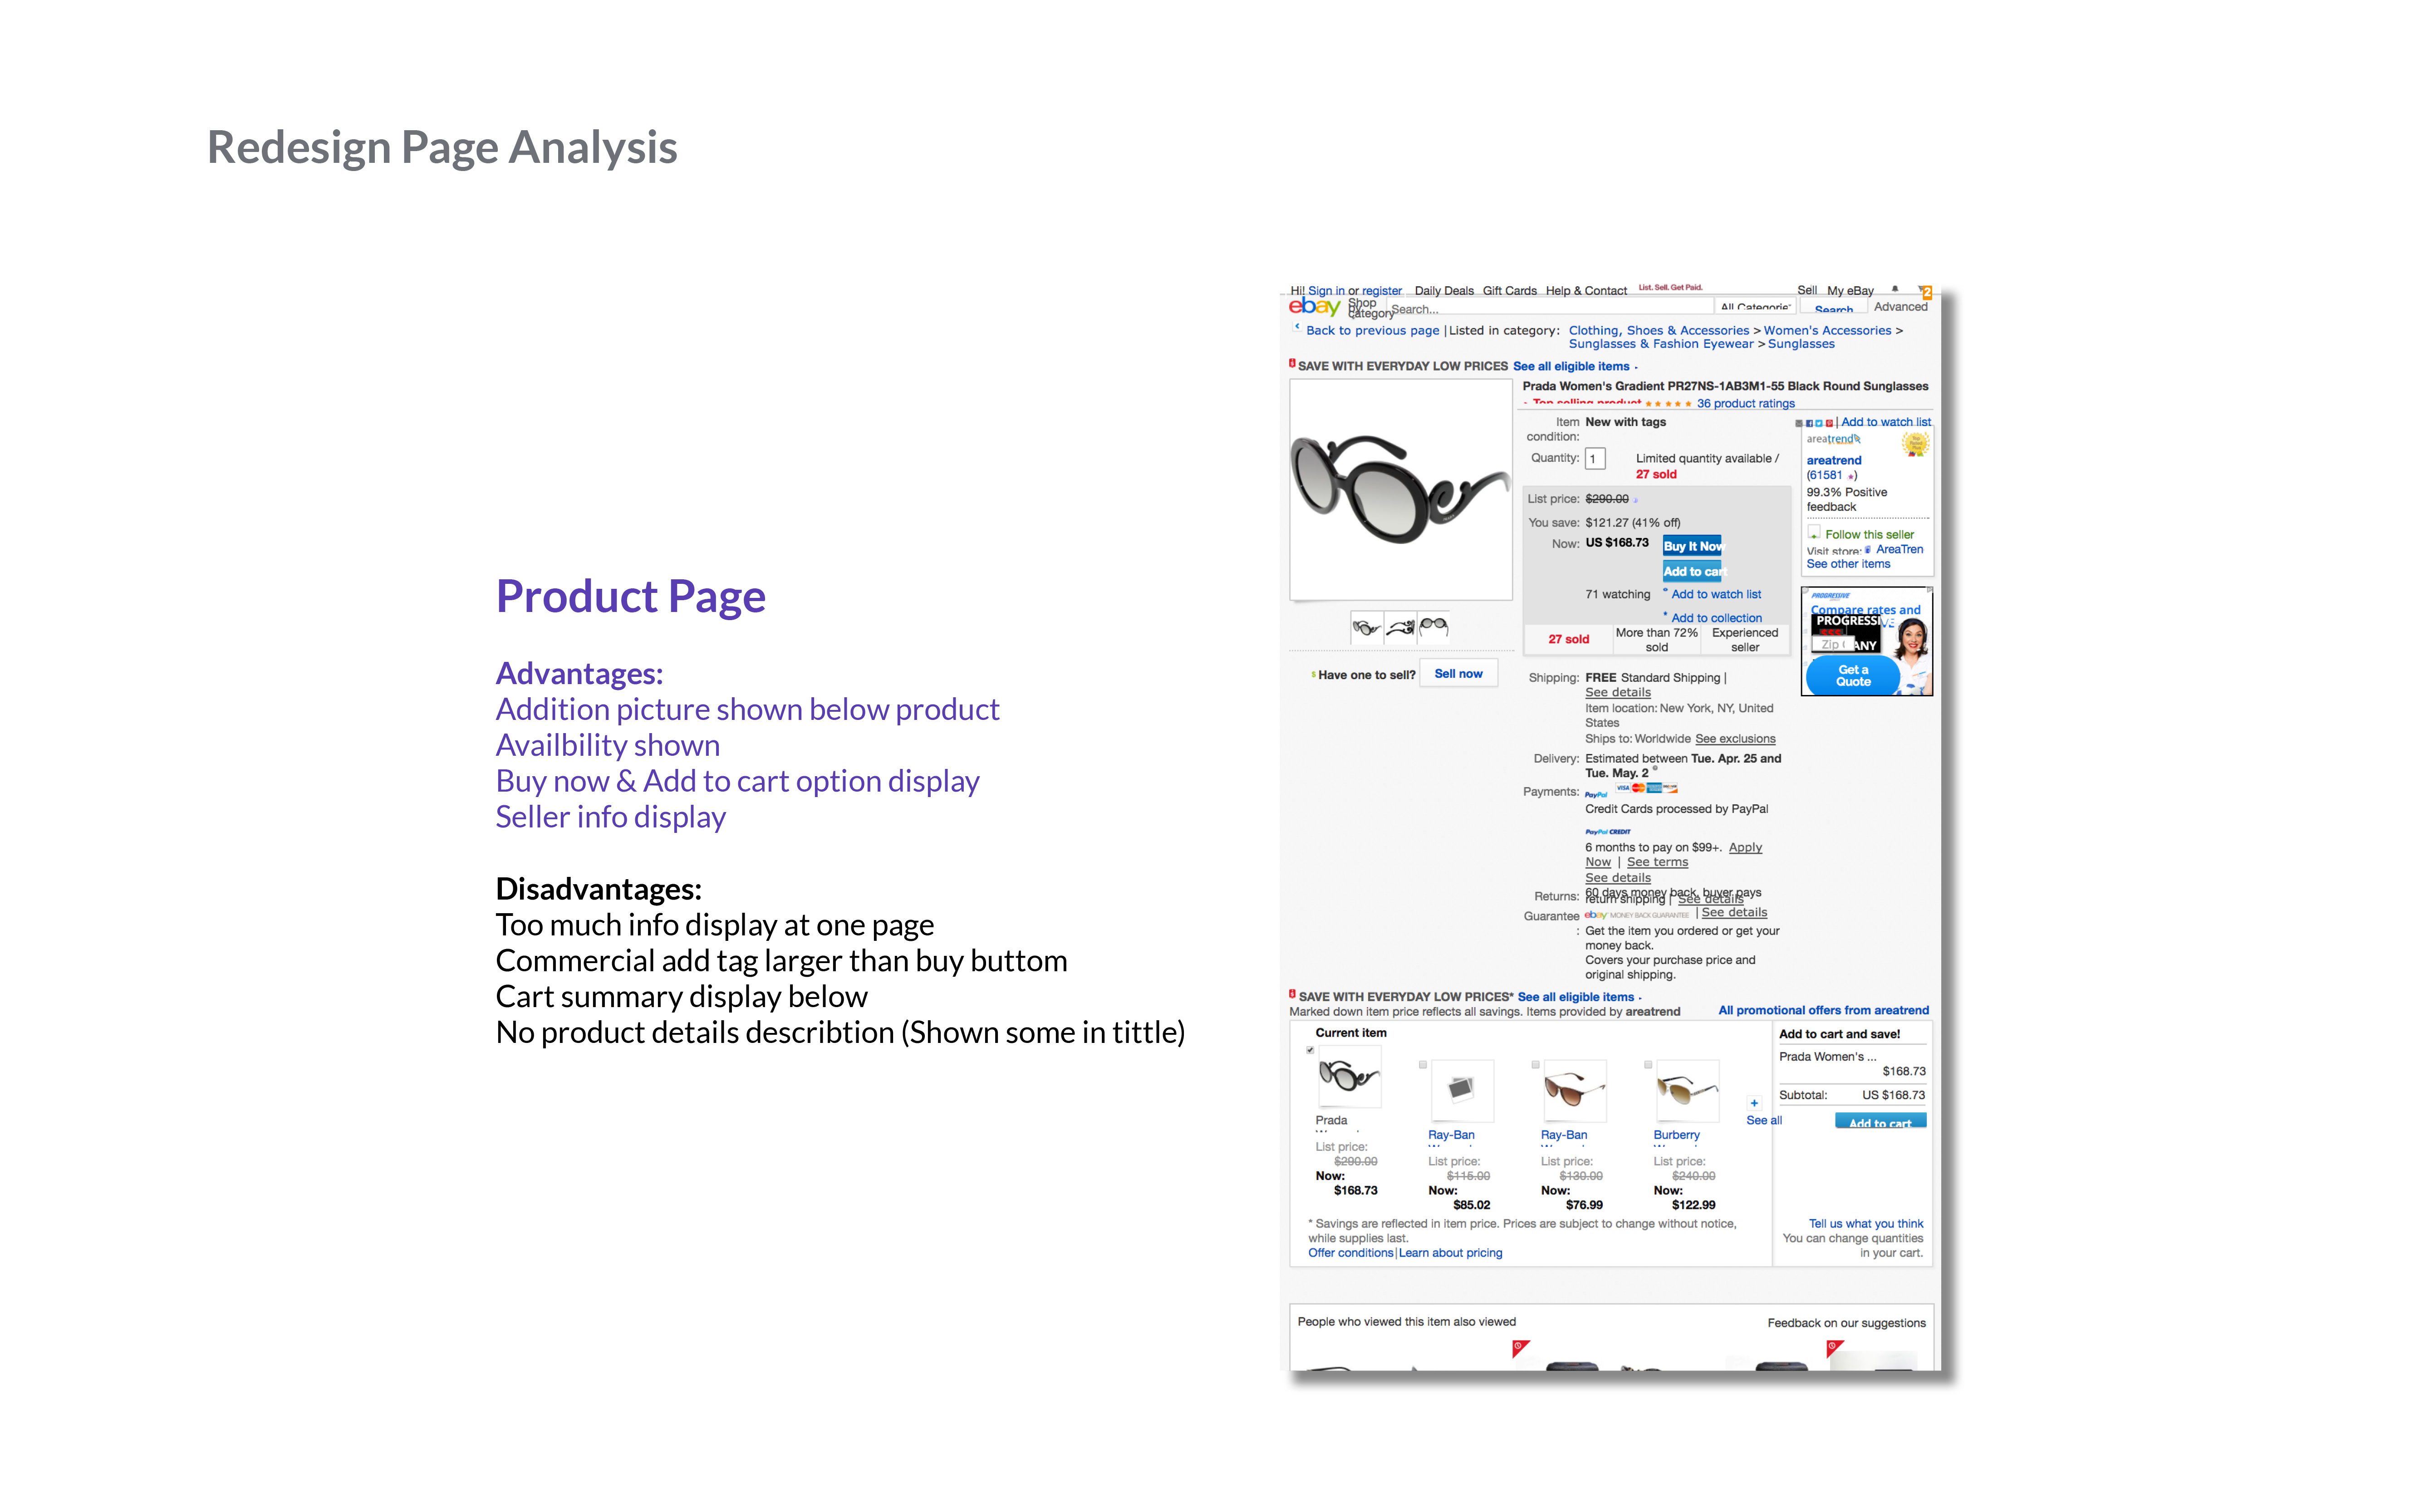 Redesign Page Analysis
Product Page
Advantages:
Addition picture shown below product
Availbility shown
Buy now & Add to cart option display
Seller info display
Disadvantages:
Too much info display at one page
Commercial add tag larger than buy buttom
Cart summary display below
No product details describtion (Shown some in tittle)
Hi! Sign in or register Daily Deals Gift Cards Help & Contact List. Sell. Get Paid. Sell My eBay 2
ebay Shop by category Search... All Categorie Search Advanced
Back to previous page | Listed in category: Clothing, Shoes & Accessories > Women's Accessories >
Sunglasses & Fashion Eyewear > Sunglasses
SAVE WITH EVERYDAY LOW PRICES See all eligible items
Prada Women's Gradient PR27NS-1AB3M1-55 Black Round Sunglasses
Top selling product 36 product ratings
Item condition: New with tags
| Add to watch list
Quantity: 1 Limited quantity available /
27 sold
List price: $290.00
You save: $121.27 (41% off)
Now: US $168.73 Buy It Now
Add to cart
71 watching Add to watch list
Add to collection
27 sold More than 72% sold Experienced seller
areatrend
areatrend
(61581 )
99.3% Positive
feedback
Follow this seller
Visit store: AreaTren
See other items
PROGRESSIVE
Compare rates and
PROGRESSIVE
Zip
ANY
Get a
Quote
Have one to sell? Sell now
Shipping: FREE Standard Shipping |
See details
Item location: New York, NY, United
States
Ships to: Worldwide See exclusions
Delivery: Estimated between Tue. Apr. 25 and
Tue. May. 2
Payments: PayPal VISA
Credit Cards processed by PayPal
PayPal CREDIT
6 months to pay on $99+. Apply
Now | See terms
See details
Returns: 60 days money back, buyer pays
return shipping | See details
Guarantee ebay MONEY BACK GUARANTEE | See details
: Get the item you ordered or get your
money back.
Covers your purchase price and
original shipping.
SAVE WITH EVERYDAY LOW PRICES* See all eligible items
Marked down item price reflects all savings. Items provided by areatrend All promotional offers from areatrend
Current item
Prada
List price:
$290.00
Now:
$168.73
Ray-Ban
List price:
$115.00
Now:
$85.02
Ray-Ban
List price:
$130.00
Now:
$76.99
Burberry
List price:
$240.00
Now:
$122.99
+
See all
Add to cart and save!
Prada Women's ...
$168.73
Subtotal: US $168.73
Add to cart
* Savings are reflected in item price. Prices are subject to change without notice,
while supplies last.
Offer conditions | Learn about pricing
Tell us what you think
You can change quantities
in your cart.
People who viewed this item also viewed Feedback on our suggestions